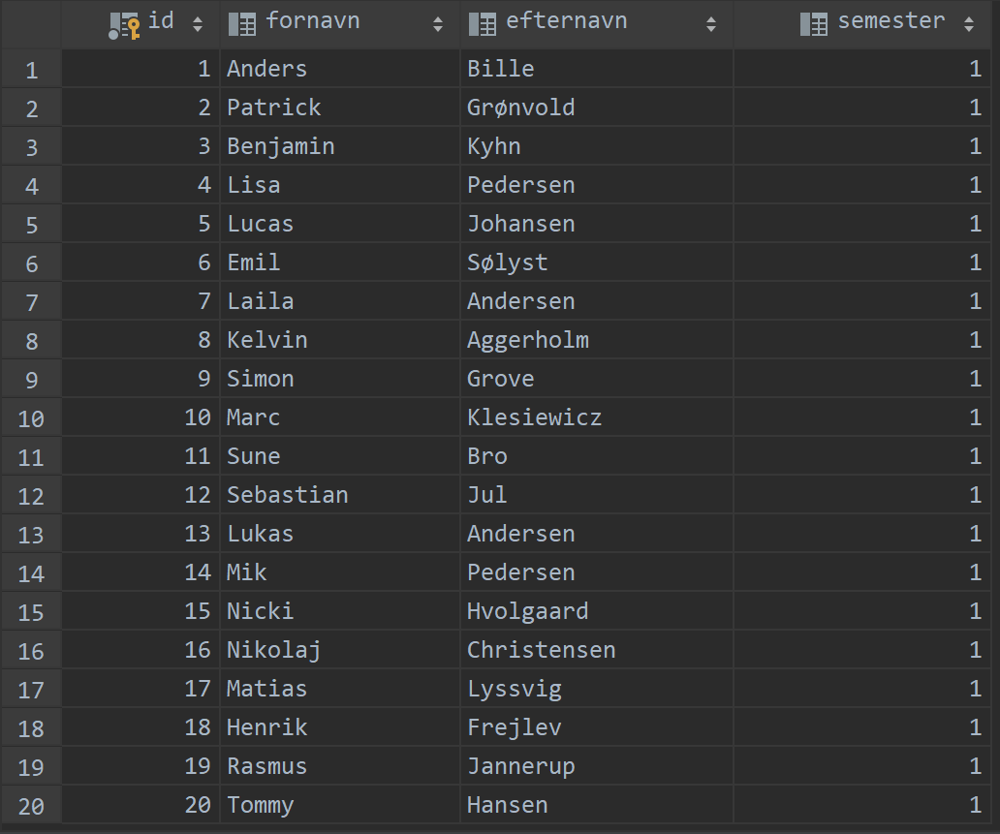 id fornavn efternavn semester
1 1 Anders Bille 1
2 2 Patrick Grønvold 1
3 3 Benjamin Kyhn 1
4 4 Lisa Pedersen 1
5 5 Lucas Johansen 1
6 6 Emil Sølyst 1
7 7 Laila Andersen 1
8 8 Kelvin Aggerholm 1
9 9 Simon Grove 1
10 10 Marc Klesiewicz 1
11 11 Sune Bro 1
12 12 Sebastian Jul 1
13 13 Lukas Andersen 1
14 14 Mik Pedersen 1
15 15 Nicki Hvolgaard 1
16 16 Nikolaj Christensen 1
17 17 Matias Lyssvig 1
18 18 Henrik Frejlev 1
19 19 Rasmus Jannerup 1
20 20 Tommy Hansen 1